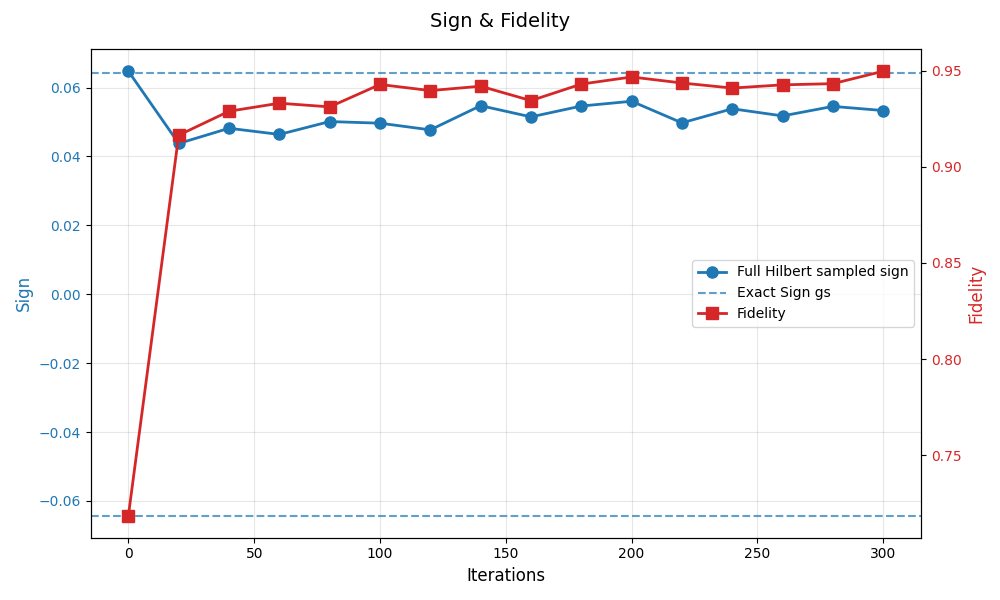 Sign & Fidelity
Sign
0.06
0.04
0.02
0.00
−0.02
−0.04
−0.06
0.95
0.90
0.85
0.80
0.75
Fidelity
Full Hilbert sampled sign
Exact Sign gs
Fidelity
0 50 100 150 200 250 300
Iterations